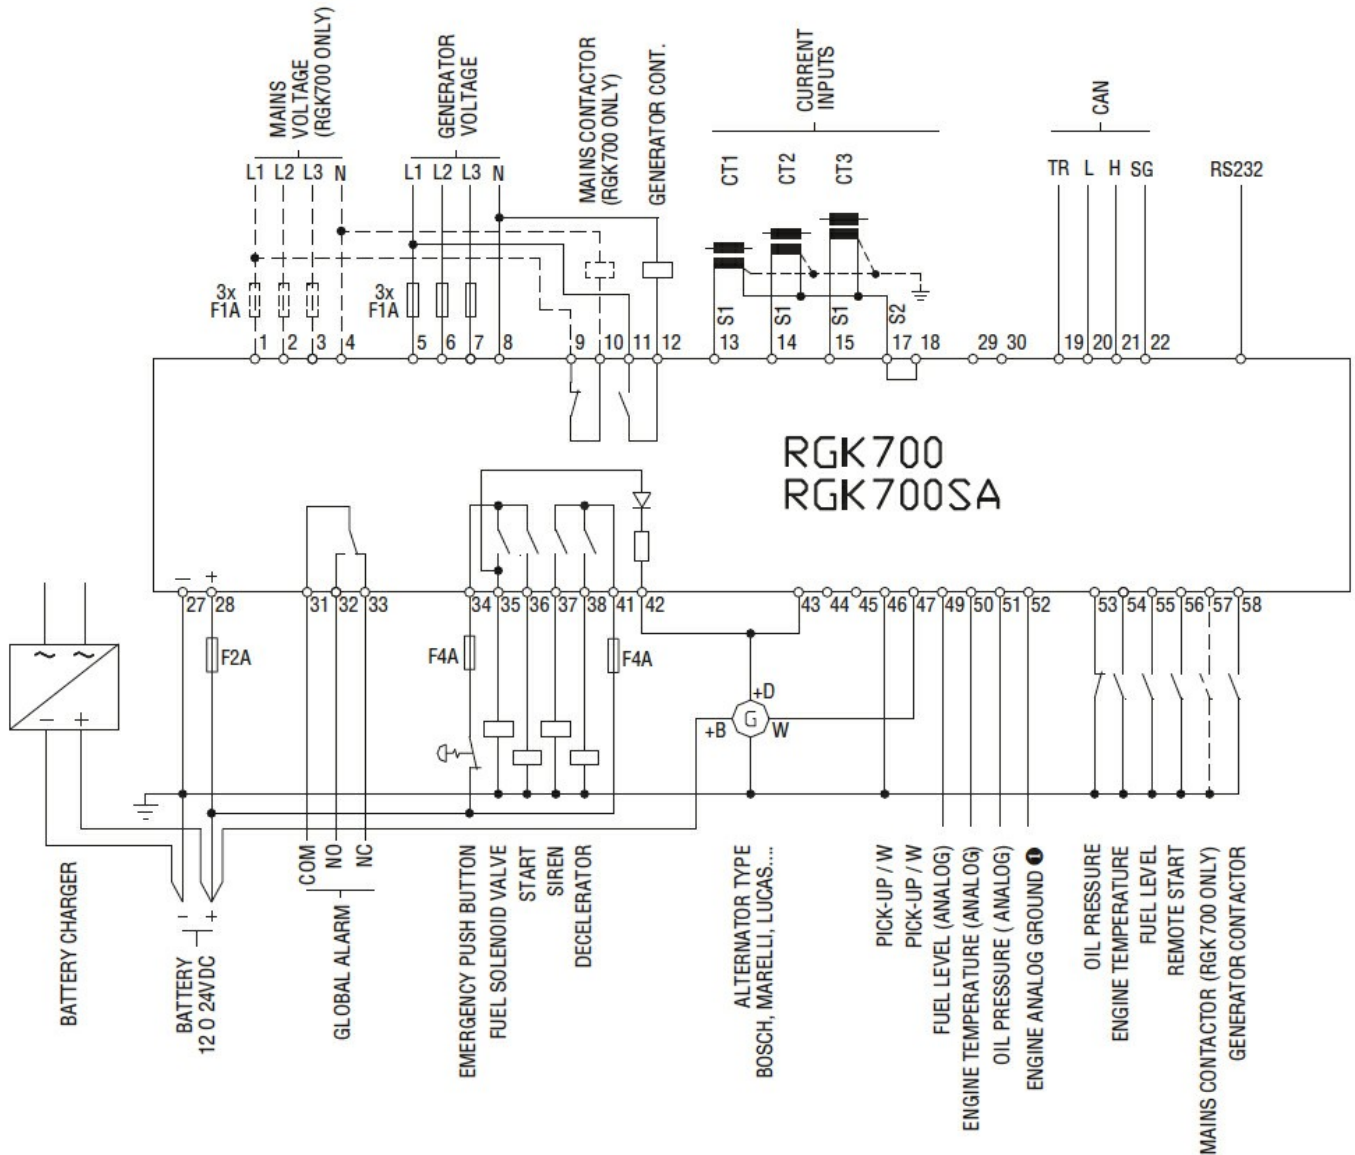 MAINS
VOLTAGE
(RGK700 ONLY)
GENERATOR
VOLTAGE
MAINS CONTACTOR
(RGK700 ONLY)
GENERATOR CONT.
CURRENT
INPUTS
CAN
L1 L2 L3 N
L1 L2 L3 N
CT1
CT2
CT3
TR L H SG
RS232
3x
F1A
3x
F1A
S1
S1
S1
S2
1 2 3 4 5 6 7 8 9 10 11 12 13 14 15 17 18 29 30 19 20 21 22
RGK700
RGK700SA
– +
27 28 31 32 33 34 35 36 37 38 41 42 43 44 45 46 47 49 50 51 52 53 54 55 56 57 58
~ ~
– +
F2A
F4A
F4A
+D
+B
G
W
BATTERY CHARGER
– +
BATTERY
12 O 24VDC
COM
NO
NC
GLOBAL ALARM
EMERGENCY PUSH BUTTON
FUEL SOLENOID VALVE
START
SIREN
DECELERATOR
ALTERNATOR TYPE
BOSCH, MARELLI, LUCAS....
PICK-UP / W
PICK-UP / W
FUEL LEVEL (ANALOG)
ENGINE TEMPERATURE (ANALOG)
OIL PRESSURE ( ANALOG)
ENGINE ANALOG GROUND ❶
OIL PRESSURE
ENGINE TEMPERATURE
FUEL LEVEL
REMOTE START
MAINS CONTACTOR (RGK 700 ONLY)
GENERATOR CONTACTOR